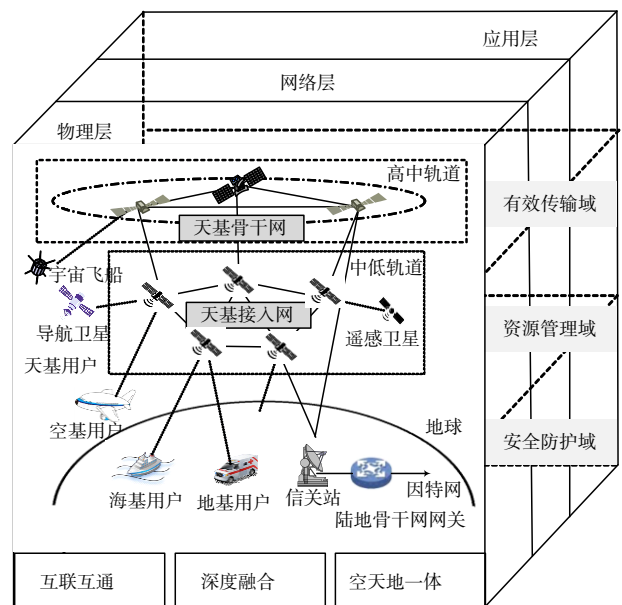 应用层
网络层
物理层
高中轨道
有效传输域
天基骨干网
宇宙飞船
中低轨道
导航卫星
天基接入网
遥感卫星
资源管理域
天基用户
空基用户
地球
安全防护域
海基用户
地基用户
信关站
因特网
陆地骨干网网关
互联互通
深度融合
空天地一体